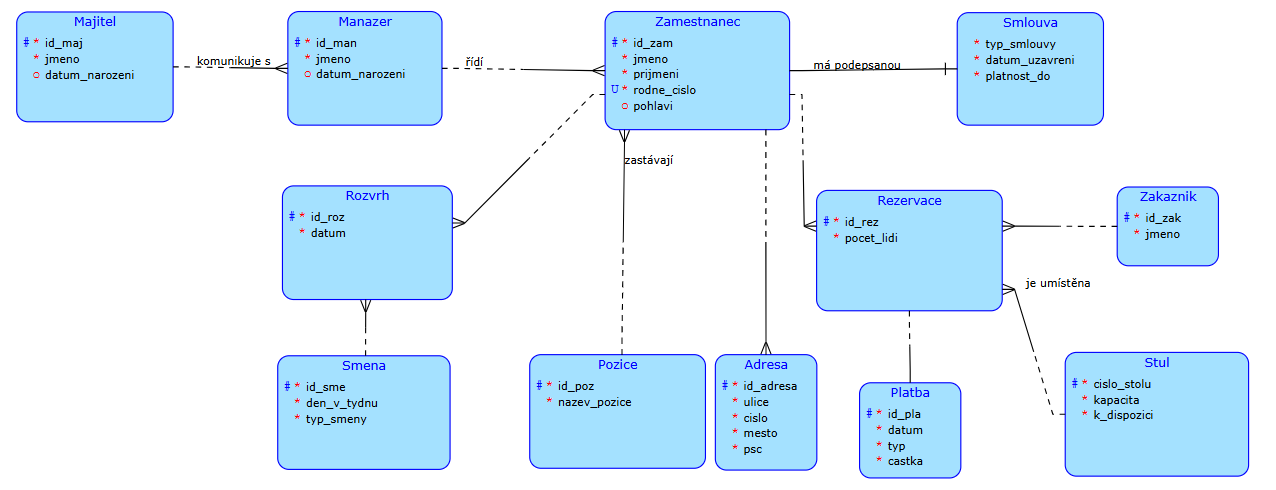 Majitel
# * id_maj
* jmeno
o datum_narozeni
komunikuje s
Manazer
# * id_man
* jmeno
o datum_narozeni
řídí
Zamestnanec
# * id_zam
* jmeno
* prijmeni
U * rodne_cislo
o pohlavi
má podepsanou
Smlouva
* typ_smlouvy
* datum_uzavreni
* platnost_do
zastávají
Rozvrh
# * id_roz
* datum
Rezervace
# * id_rez
* pocet_lidi
Zakaznik
# * id_zak
* jmeno
je umístěna
Smena
# * id_sme
* den_v_tydnu
* typ_smeny
Pozice
# * id_poz
* nazev_pozice
Adresa
# * id_adresa
* ulice
* cislo
* mesto
* psc
Platba
# * id_pla
* datum
* typ
* castka
Stul
# * cislo_stolu
* kapacita
* k_dispozici